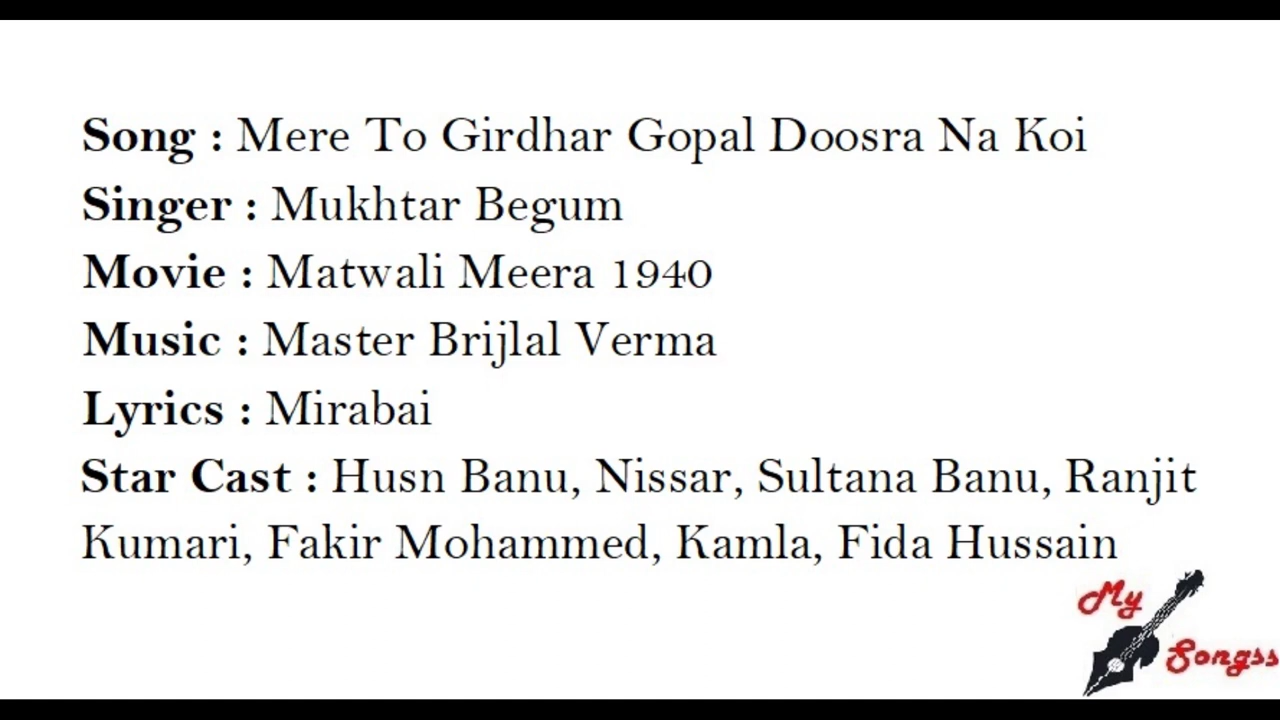 Song : Mere To Girdhar Gopal Doosra Na Koi
Singer : Mukhtar Begum
Movie : Matwali Meera 1940
Music : Master Brijlal Verma
Lyrics : Mirabai
Star Cast : Husn Banu, Nissar, Sultana Banu, Ranjit
Kumari, Fakir Mohammed, Kamla, Fida Hussain
My
Songss